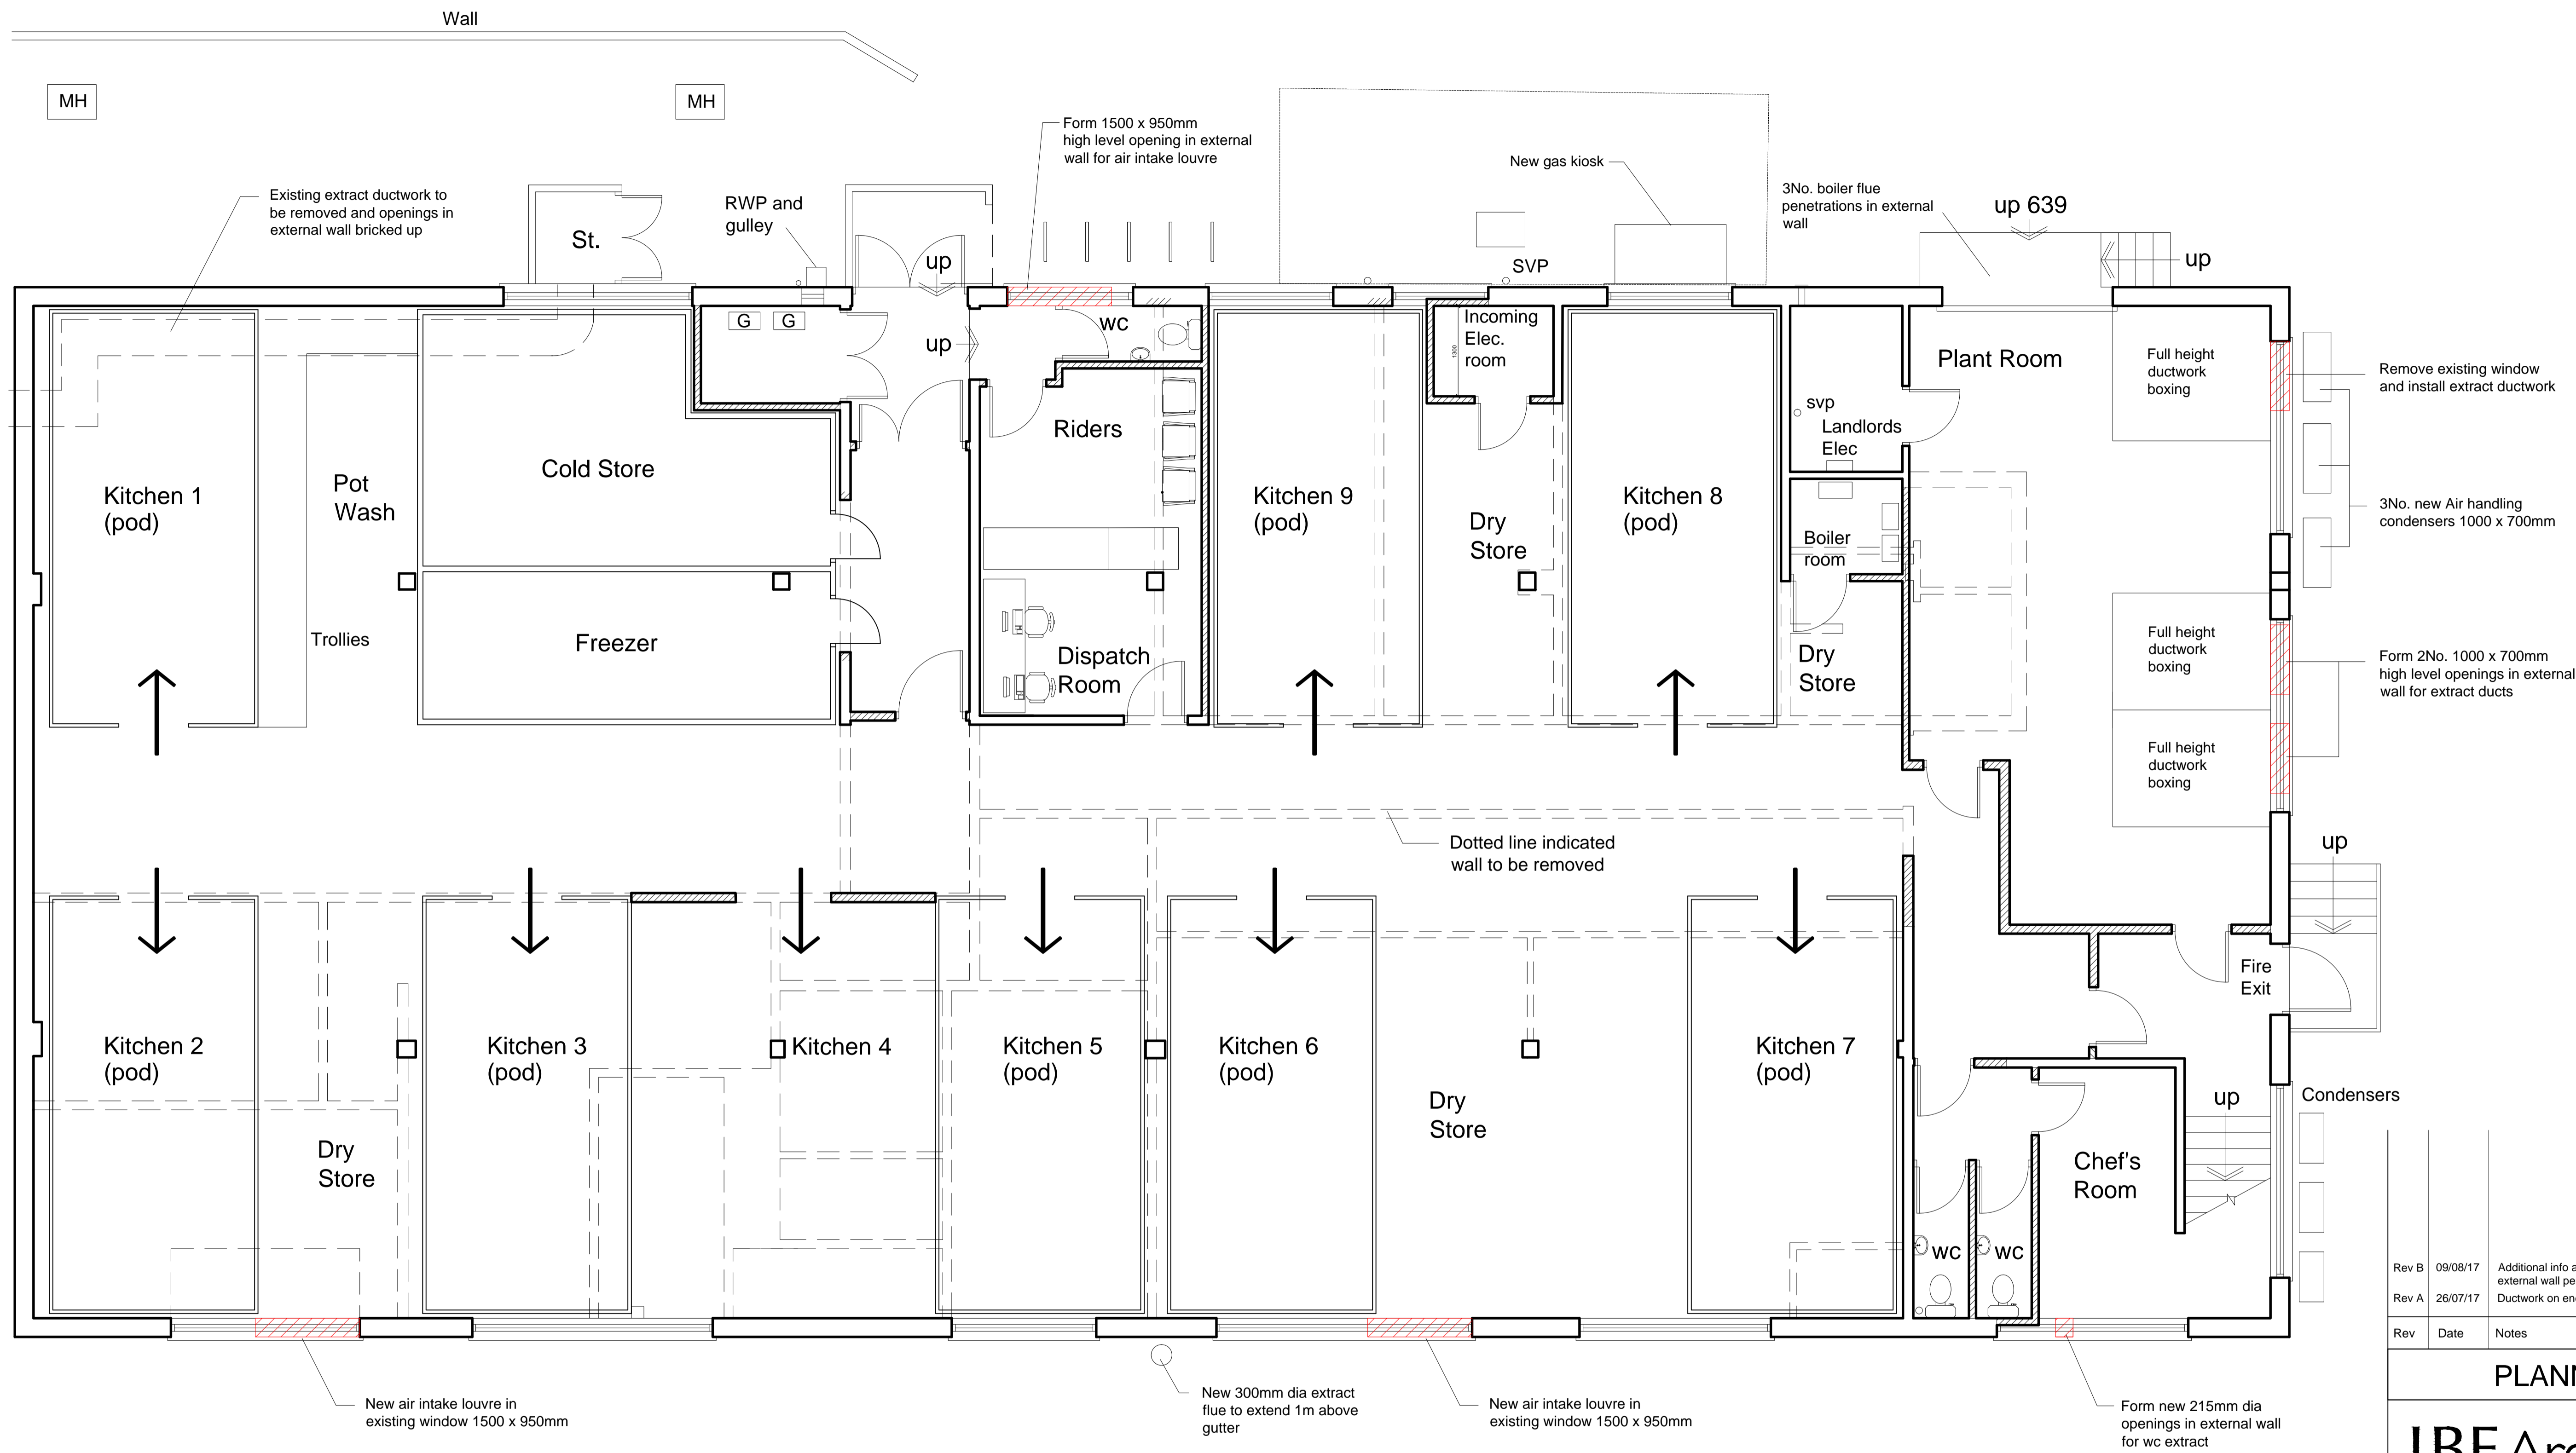 Wall
MH
MH
Form 1500 x 950mm
high level opening in external
wall for air intake louvre
New gas kiosk
3No. boiler flue
penetrations in external
wall
up 639
Existing extract ductwork to
be removed and openings in
external wall bricked up
St.
RWP and
gulley
up
SVP
up
G
G
up
wc
Incoming
Elec.
room
1300
Plant Room
Full height
ductwork
boxing
Remove existing window
and install extract ductwork
svp
Landlords
Elec
Riders
Cold Store
Pot
Wash
Kitchen 1
(pod)
Kitchen 9
(pod)
Dry
Store
Kitchen 8
(pod)
Boiler
room
3No. new Air handling
condensers 1000 x 700mm
Trollies
Freezer
Dispatch
Room
Dry
Store
Full height
ductwork
boxing
Form 2No. 1000 x 700mm
high level openings in external
wall for extract ducts
Full height
ductwork
boxing
Dotted line indicated
wall to be removed
up
Fire
Exit
Kitchen 2
(pod)
Kitchen 3
(pod)
Kitchen 4
Kitchen 5
(pod)
Kitchen 6
(pod)
Kitchen 7
(pod)
Dry
Store
Dry
Store
up
Condensers
Chef's
Room
wc
wc
Rev B 09/08/17 Additional info
external wall
Rev A 26/07/17 Ductwork on
Rev Date Notes
New air intake louvre in
existing window 1500 x 950mm
New 300mm dia extract
flue to extend 1m above
gutter
New air intake louvre in
existing window 1500 x 950mm
Form new 215mm dia
openings in external wall
for wc extract